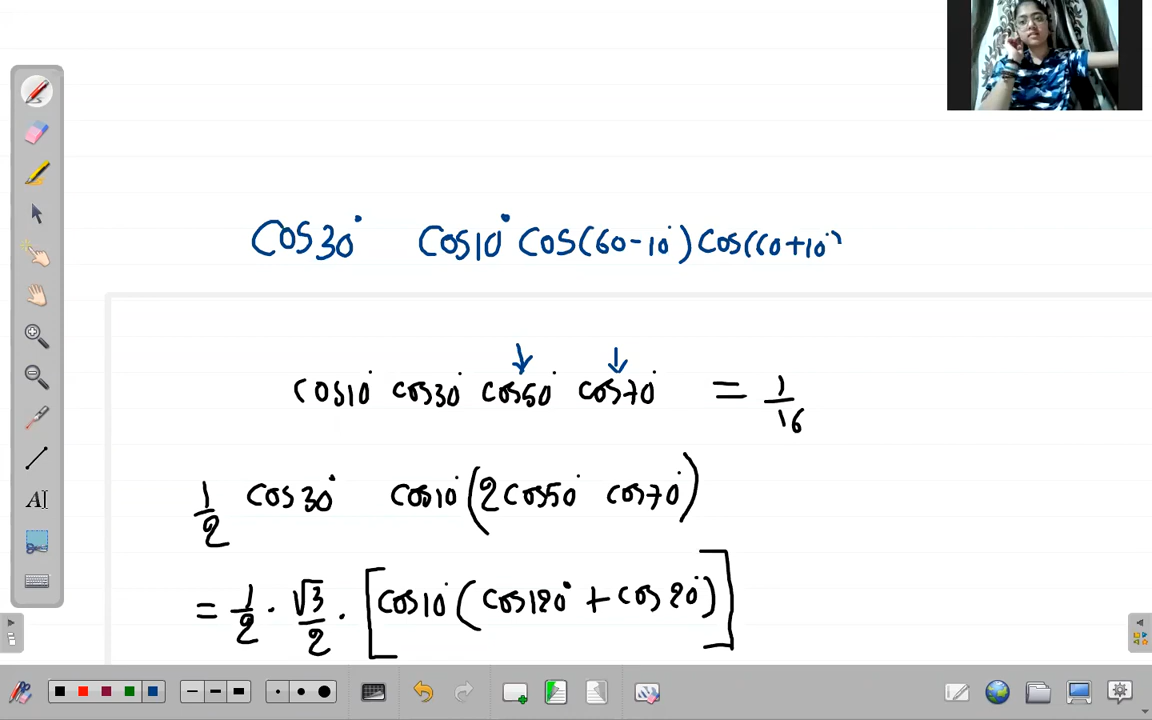 cos30° cos10° cos(60-10°) cos(60+10°)
cos10° cos30° cos50° cos70° = 1/16
1/2 cos30° cos10° (2cos50° cos70°)
= 1/2 · √3/2 · [cos10° (cos120° + cos20°)]